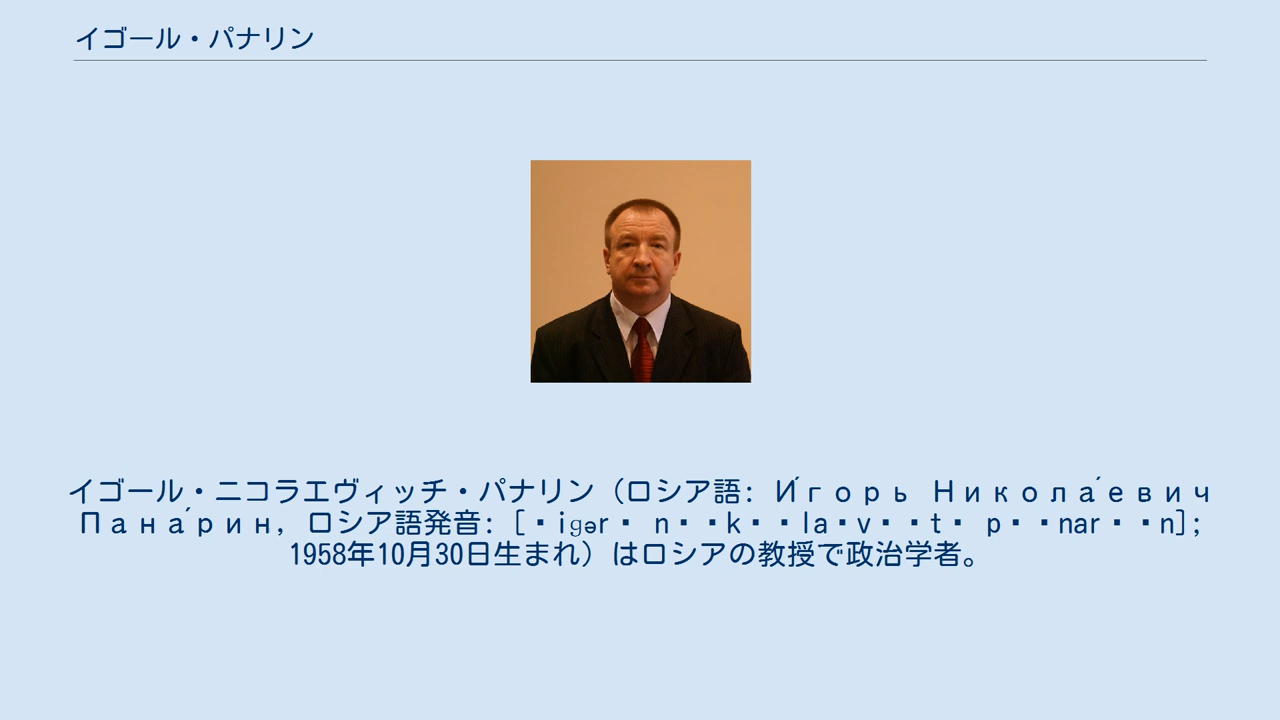 イゴール・パナリン
イゴール・ニコラエヴィッチ・パナリン（ロシア語: И́горь Никола́евич
Пана́рин, ロシア語発音: [▪iɡər▪ n▪▪k▪▪la▪v▪▪t▪ p▪▪nar▪▪n];
1958年10月30日生まれ）はロシアの教授で政治学者。